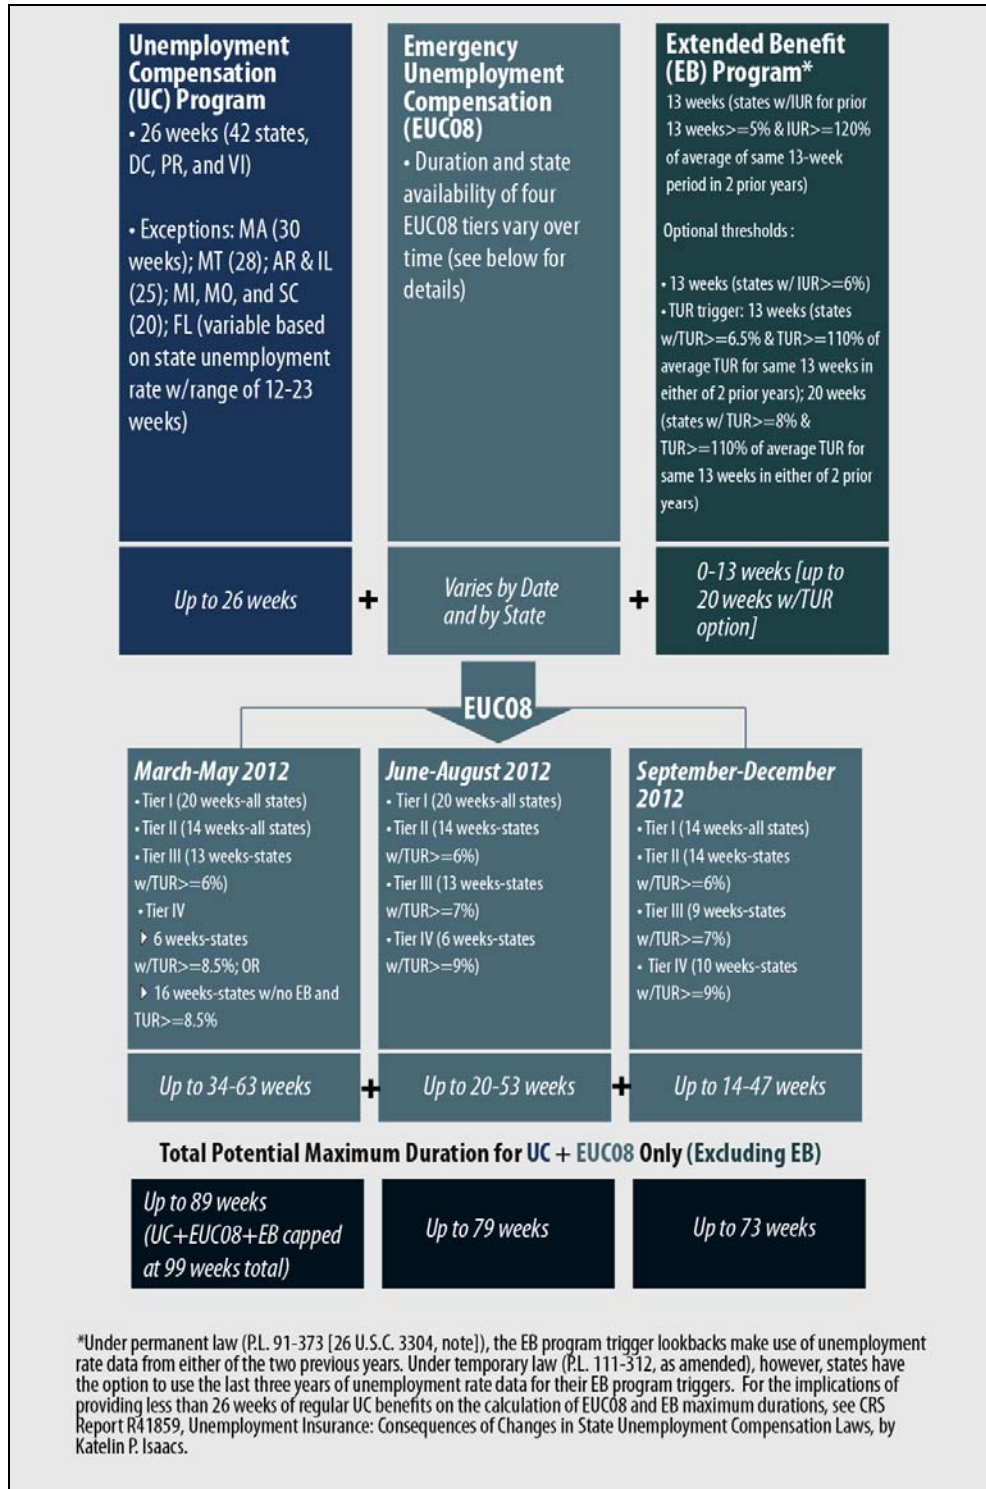 Unemployment
Compensation
(UC) Program
• 26 weeks (42 states,
DC, PR, and VI)
• Exceptions: MA (30
weeks); MT (28); AR & IL
(25); MI, MO, and SC
(20); FL (variable based
on state unemployment
rate w/range of 12-23
weeks)
Emergency
Unemployment
Compensation
(EUC08)
• Duration and state
availability of four
EUC08 tiers vary over
time (see below for
details)
Extended Benefit
(EB) Program*
13 weeks (states w/IUR for prior
13 weeks>=5% & IUR>=120%
of average of same 13-week
period in 2 prior years)
Optional thresholds :
• 13 weeks (states w/ IUR>=6%)
• TUR trigger: 13 weeks (states
w/TUR>=6.5% & TUR>=110% of
average TUR for same 13 weeks in
either of 2 prior years); 20 weeks
(states w/ TUR>=8% &
TUR>=110% of average TUR for
same 13 weeks in either of 2 prior
years)
Up to 26 weeks
+
Varies by Date
and by State
+
0-13 weeks [up to
20 weeks w/TUR
option]
EUC08
March-May 2012
• Tier I (20 weeks-all states)
• Tier II (14 weeks-all states)
• Tier III (13 weeks-states
w/TUR>=6%)
• Tier IV
6 weeks-states
w/TUR>=8.5%; OR
16 weeks-states w/no EB and
TUR>=8.5%
June-August 2012
• Tier I (20 weeks-all states)
• Tier II (14 weeks-states
w/TUR>=6%)
• Tier III (13 weeks-states
w/TUR>=7%)
• Tier IV (6 weeks-states
w/TUR>=9%)
September-December
2012
• Tier I (14 weeks-all states)
• Tier II (14 weeks-states
w/TUR>=6%)
• Tier III (9 weeks-states
w/TUR>=7%)
• Tier IV (10 weeks-states
w/TUR>=9%)
Up to 34-63 weeks
+
Up to 20-53 weeks
+
Up to 14-47 weeks
Total Potential Maximum Duration for UC + EUC08 Only (Excluding EB)
Up to 89 weeks
(UC+EUC08+EB capped
at 99 weeks total)
Up to 79 weeks
Up to 73 weeks
*Under permanent law (P.L. 91-373 [26 U.S.C. 3304, note]), the EB program trigger lookbacks make use of unemployment
rate data from either of the two previous years. Under temporary law (P.L. 111-312, as amended), however, states have
the option to use the last three years of unemployment rate data for their EB program triggers. For the implications of
providing less than 26 weeks of regular UC benefits on the calculation of EUC08 and EB maximum durations, see CRS
Report R41859, Unemployment Insurance: Consequences of Changes in State Unemployment Compensation Laws, by
Katelin P. Isaacs.